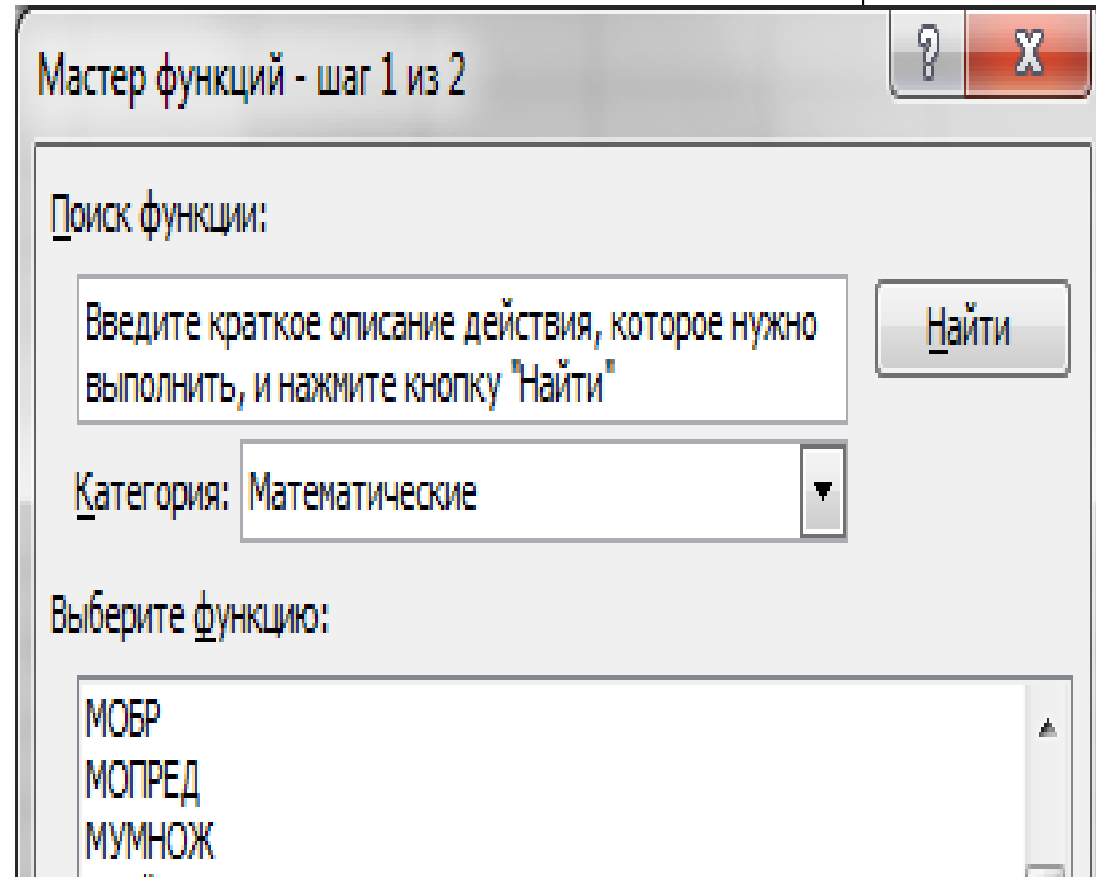 Мастер функций - шаг 1 из 2
Поиск функции:
Введите краткое описание действия, которое нужно
выполнить, и нажмите кнопку "Найти"
Найти
Категория: Математические
Выберите функцию:
МОБР
МОПРЕД
МУМНОЖ